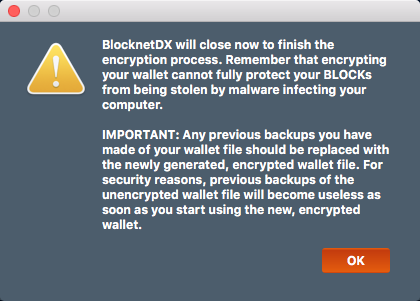 BlocknetDX will close now to finish the
encryption process. Remember that encrypting
your wallet cannot fully protect your BLOCKs
from being stolen by malware infecting your
computer.
IMPORTANT: Any previous backups you have
made of your wallet file should be replaced with
the newly generated, encrypted wallet file. For
security reasons, previous backups of the
unencrypted wallet file will become useless as
soon as you start using the new, encrypted
wallet.
OK